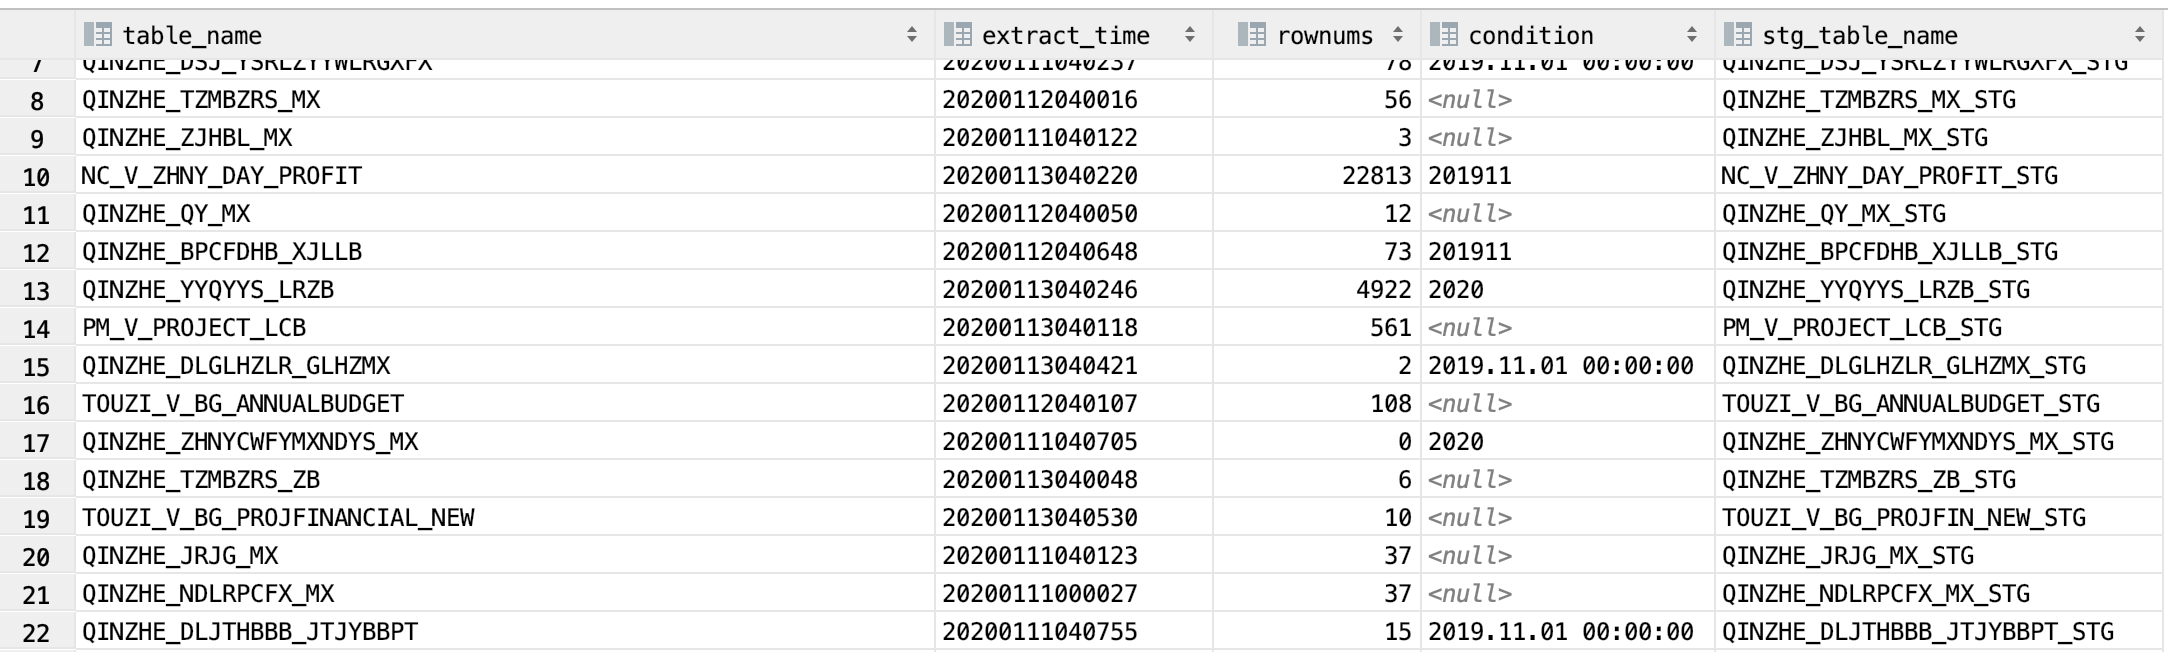 table_name extract_time rownums condition stg_table_name
7 QINZHE_DSJ_YSRLZYYWLRGXFX 20200111040237 78 2019.11.01 00:00:00 QINZHE_DSJ_YSRLZYYWLRGXFX_STG
8 QINZHE_TZMBZRS_MX 20200112040016 56 <null> QINZHE_TZMBZRS_MX_STG
9 QINZHE_ZJHBL_MX 20200111040122 3 <null> QINZHE_ZJHBL_MX_STG
10 NC_V_ZHNY_DAY_PROFIT 20200113040220 22813 201911 NC_V_ZHNY_DAY_PROFIT_STG
11 QINZHE_QY_MX 20200112040050 12 <null> QINZHE_QY_MX_STG
12 QINZHE_BPCFDHB_XJLLB 20200112040648 73 201911 QINZHE_BPCFDHB_XJLLB_STG
13 QINZHE_YYQYYS_LRZB 20200113040246 4922 2020 QINZHE_YYQYYS_LRZB_STG
14 PM_V_PROJECT_LCB 20200113040118 561 <null> PM_V_PROJECT_LCB_STG
15 QINZHE_DLGLHZLR_GLHZMX 20200113040421 2 2019.11.01 00:00:00 QINZHE_DLGLHZLR_GLHZMX_STG
16 TOUZI_V_BG_ANNUALBUDGET 20200112040107 108 <null> TOUZI_V_BG_ANNUALBUDGET_STG
17 QINZHE_ZHNYCWFYMXNDYS_MX 20200111040705 0 2020 QINZHE_ZHNYCWFYMXNDYS_MX_STG
18 QINZHE_TZMBZRS_ZB 20200113040048 6 <null> QINZHE_TZMBZRS_ZB_STG
19 TOUZI_V_BG_PROJFINANCIAL_NEW 20200113040530 10 <null> TOUZI_V_BG_PROJFIN_NEW_STG
20 QINZHE_JRJG_MX 20200111040123 37 <null> QINZHE_JRJG_MX_STG
21 QINZHE_NDLRPCFX_MX 20200111000027 37 <null> QINZHE_NDLRPCFX_MX_STG
22 QINZHE_DLJTHBBB_JTJYBBPT 20200111040755 15 2019.11.01 00:00:00 QINZHE_DLJTHBBB_JTJYBBPT_STG